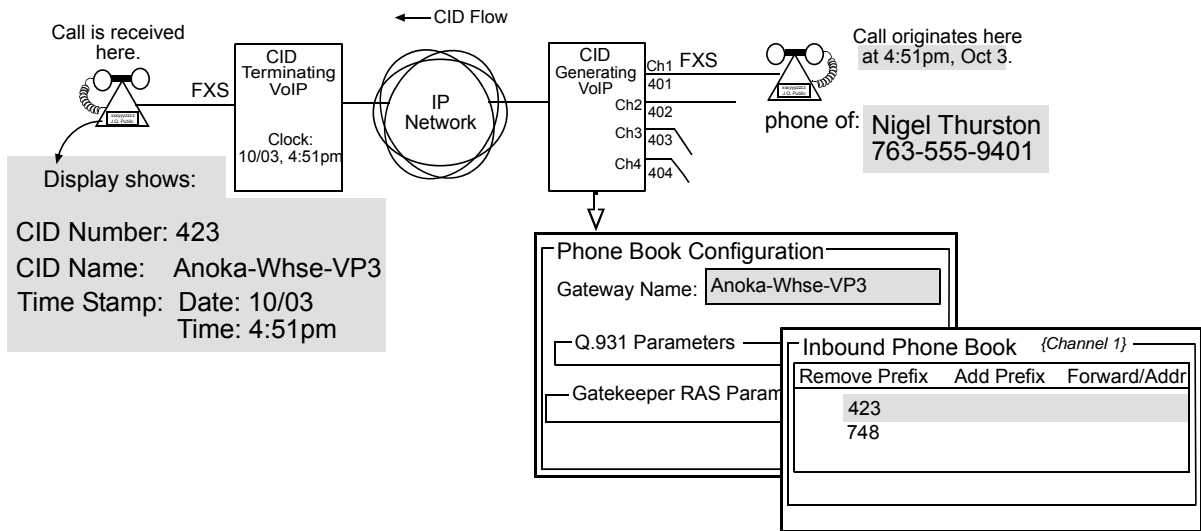 CID Flow
Call is received
here.
FXS
CID
Terminating
VoIP
Clock:
10/03, 4:51pm
IP
Network
CID
Generating
VoIP
Ch1
FXS
401
Ch2
402
Ch3
403
Ch4
404
Call originates here
at 4:51pm, Oct 3.
phone of:
Nigel Thurston
763-555-9401
J.Q. Public
J.Q. Public
Display shows:
CID Number: 423
CID Name: Anoka-Whse-VP3
Time Stamp: Date: 10/03
Time: 4:51pm
Phone Book Configuration
Gateway Name: Anoka-Whse-VP3
Q.931 Parameters
Gatekeeper RAS Param
Inbound Phone Book {Channel 1}
Remove Prefix Add Prefix Forward/Addr
423
748